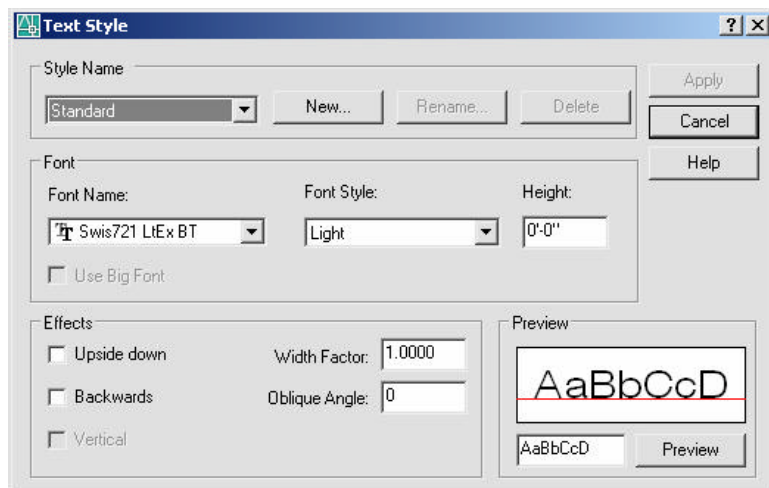 Text Style
Style Name
Standard New... Rename... Delete Apply
Cancel
Help
Font
Font Name: Font Style: Height:
Swis721 LtEx BT Light 0'-0"
Use Big Font
Effects
Upside down Width Factor: 1.0000
Backwards Oblique Angle: 0
Vertical
Preview
AaBbCcD
AaBbCcD Preview